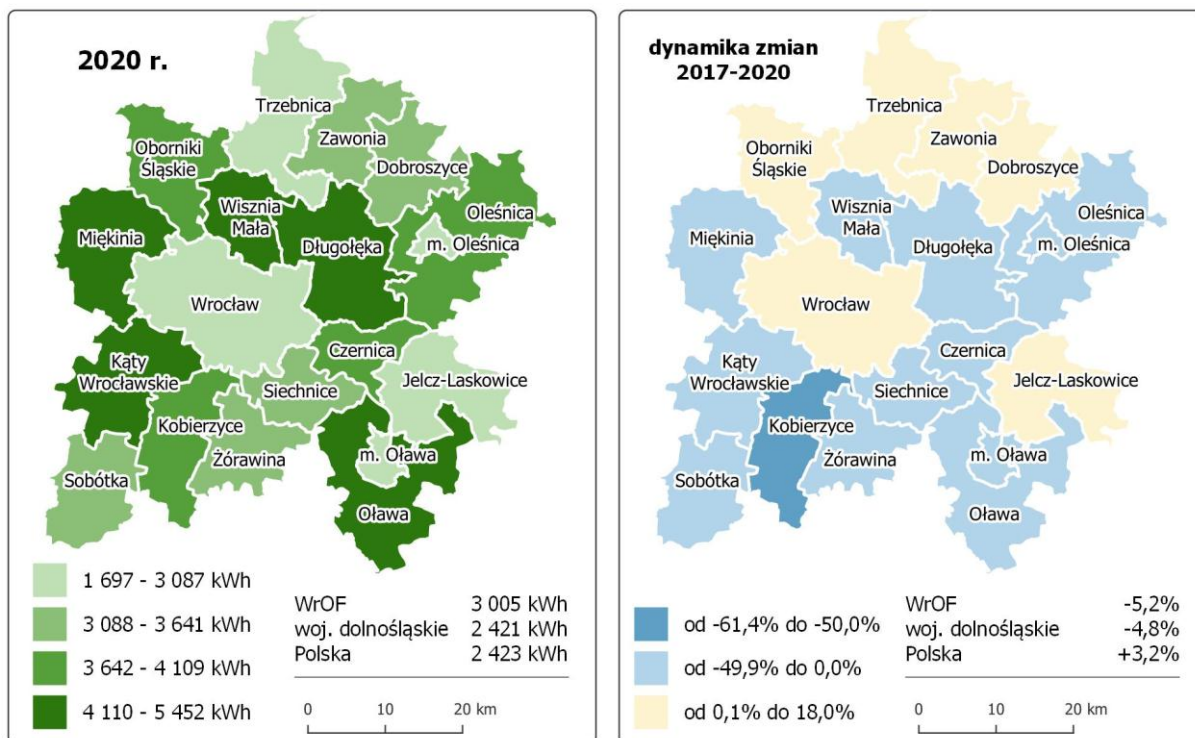 2020 r.
Trzebnica
Zawonia
Oborniki
Śląskie
Dobroszyce
Oleśnica
Wisznia
Mała
m. Oleśnica
Miękinia
Długołęka
Wrocław
Czernica
Kąty
Wrocławskie
Jelcz-Laskowice
Siechnice
Kobierzyce
m. Oława
Żórawina
Sobótka
Oława
1 697 - 3 087 kWh
3 088 - 3 641 kWh
3 642 - 4 109 kWh
4 110 - 5 452 kWh
WrOF 3 005 kWh
woj. dolnośląskie 2 421 kWh
Polska 2 423 kWh
0 10 20 km
dynamika zmian
2017-2020
Trzebnica
Zawonia
Oborniki
Śląskie
Dobroszyce
Oleśnica
Wisznia
Mała
m. Oleśnica
Miękinia
Długołęka
Wrocław
Czernica
Kąty
Wrocławskie
Jelcz-Laskowice
Siechnice
Kobierzyce
m. Oława
Żórawina
Sobótka
Oława
od -61,4% do -50,0%
od -49,9% do 0,0%
od 0,1% do 18,0%
WrOF -5,2%
woj. dolnośląskie -4,8%
Polska +3,2%
0 10 20 km